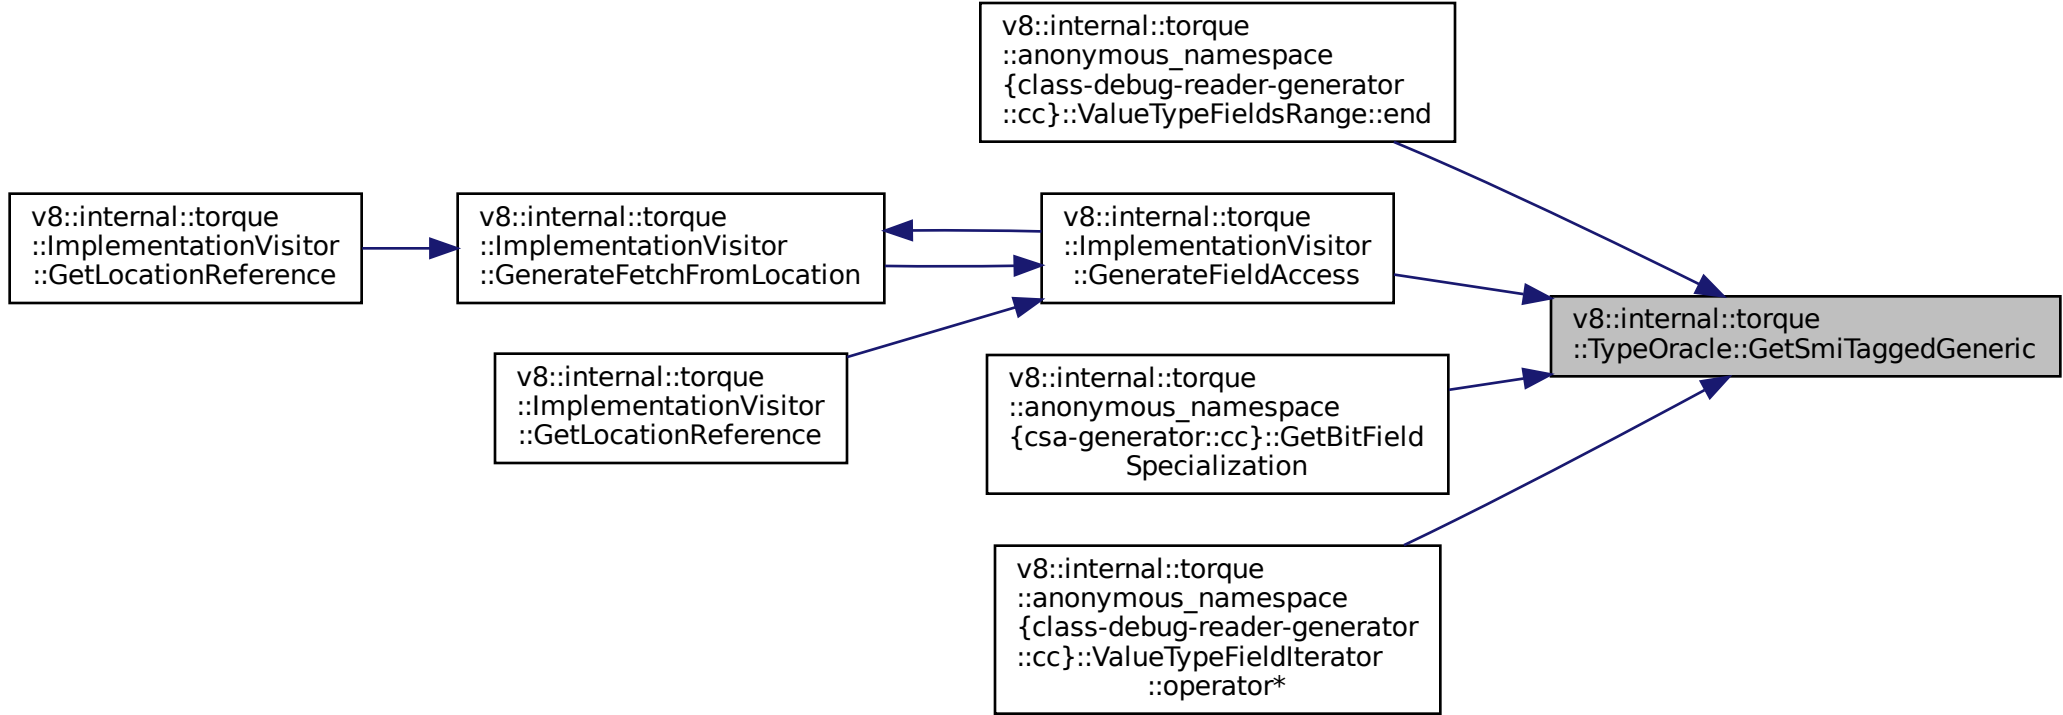 v8::internal::torque
::anonymous_namespace
{class-debug-reader-generator
::cc}::ValueTypeFieldsRange::end
v8::internal::torque
::ImplementationVisitor
::GetLocationReference
v8::internal::torque
::ImplementationVisitor
::GenerateFetchFromLocation
v8::internal::torque
::ImplementationVisitor
::GenerateFieldAccess
v8::internal::torque
::TypeOracle::GetSmiTaggedGeneric
v8::internal::torque
::ImplementationVisitor
::GetLocationReference
v8::internal::torque
::anonymous_namespace
{csa-generator::cc}::GetBitField
Specialization
v8::internal::torque
::anonymous_namespace
{class-debug-reader-generator
::cc}::ValueTypeFieldIterator
::operator*